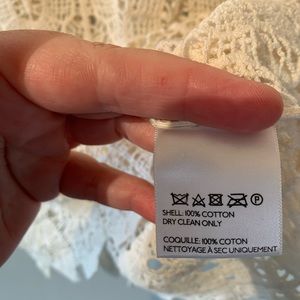 P
SHELL: 100% COTTON
DRY CLEAN ONLY
COQUILLE: 100% COTON
NETTOYAGE À SEC UNIQUEMENT